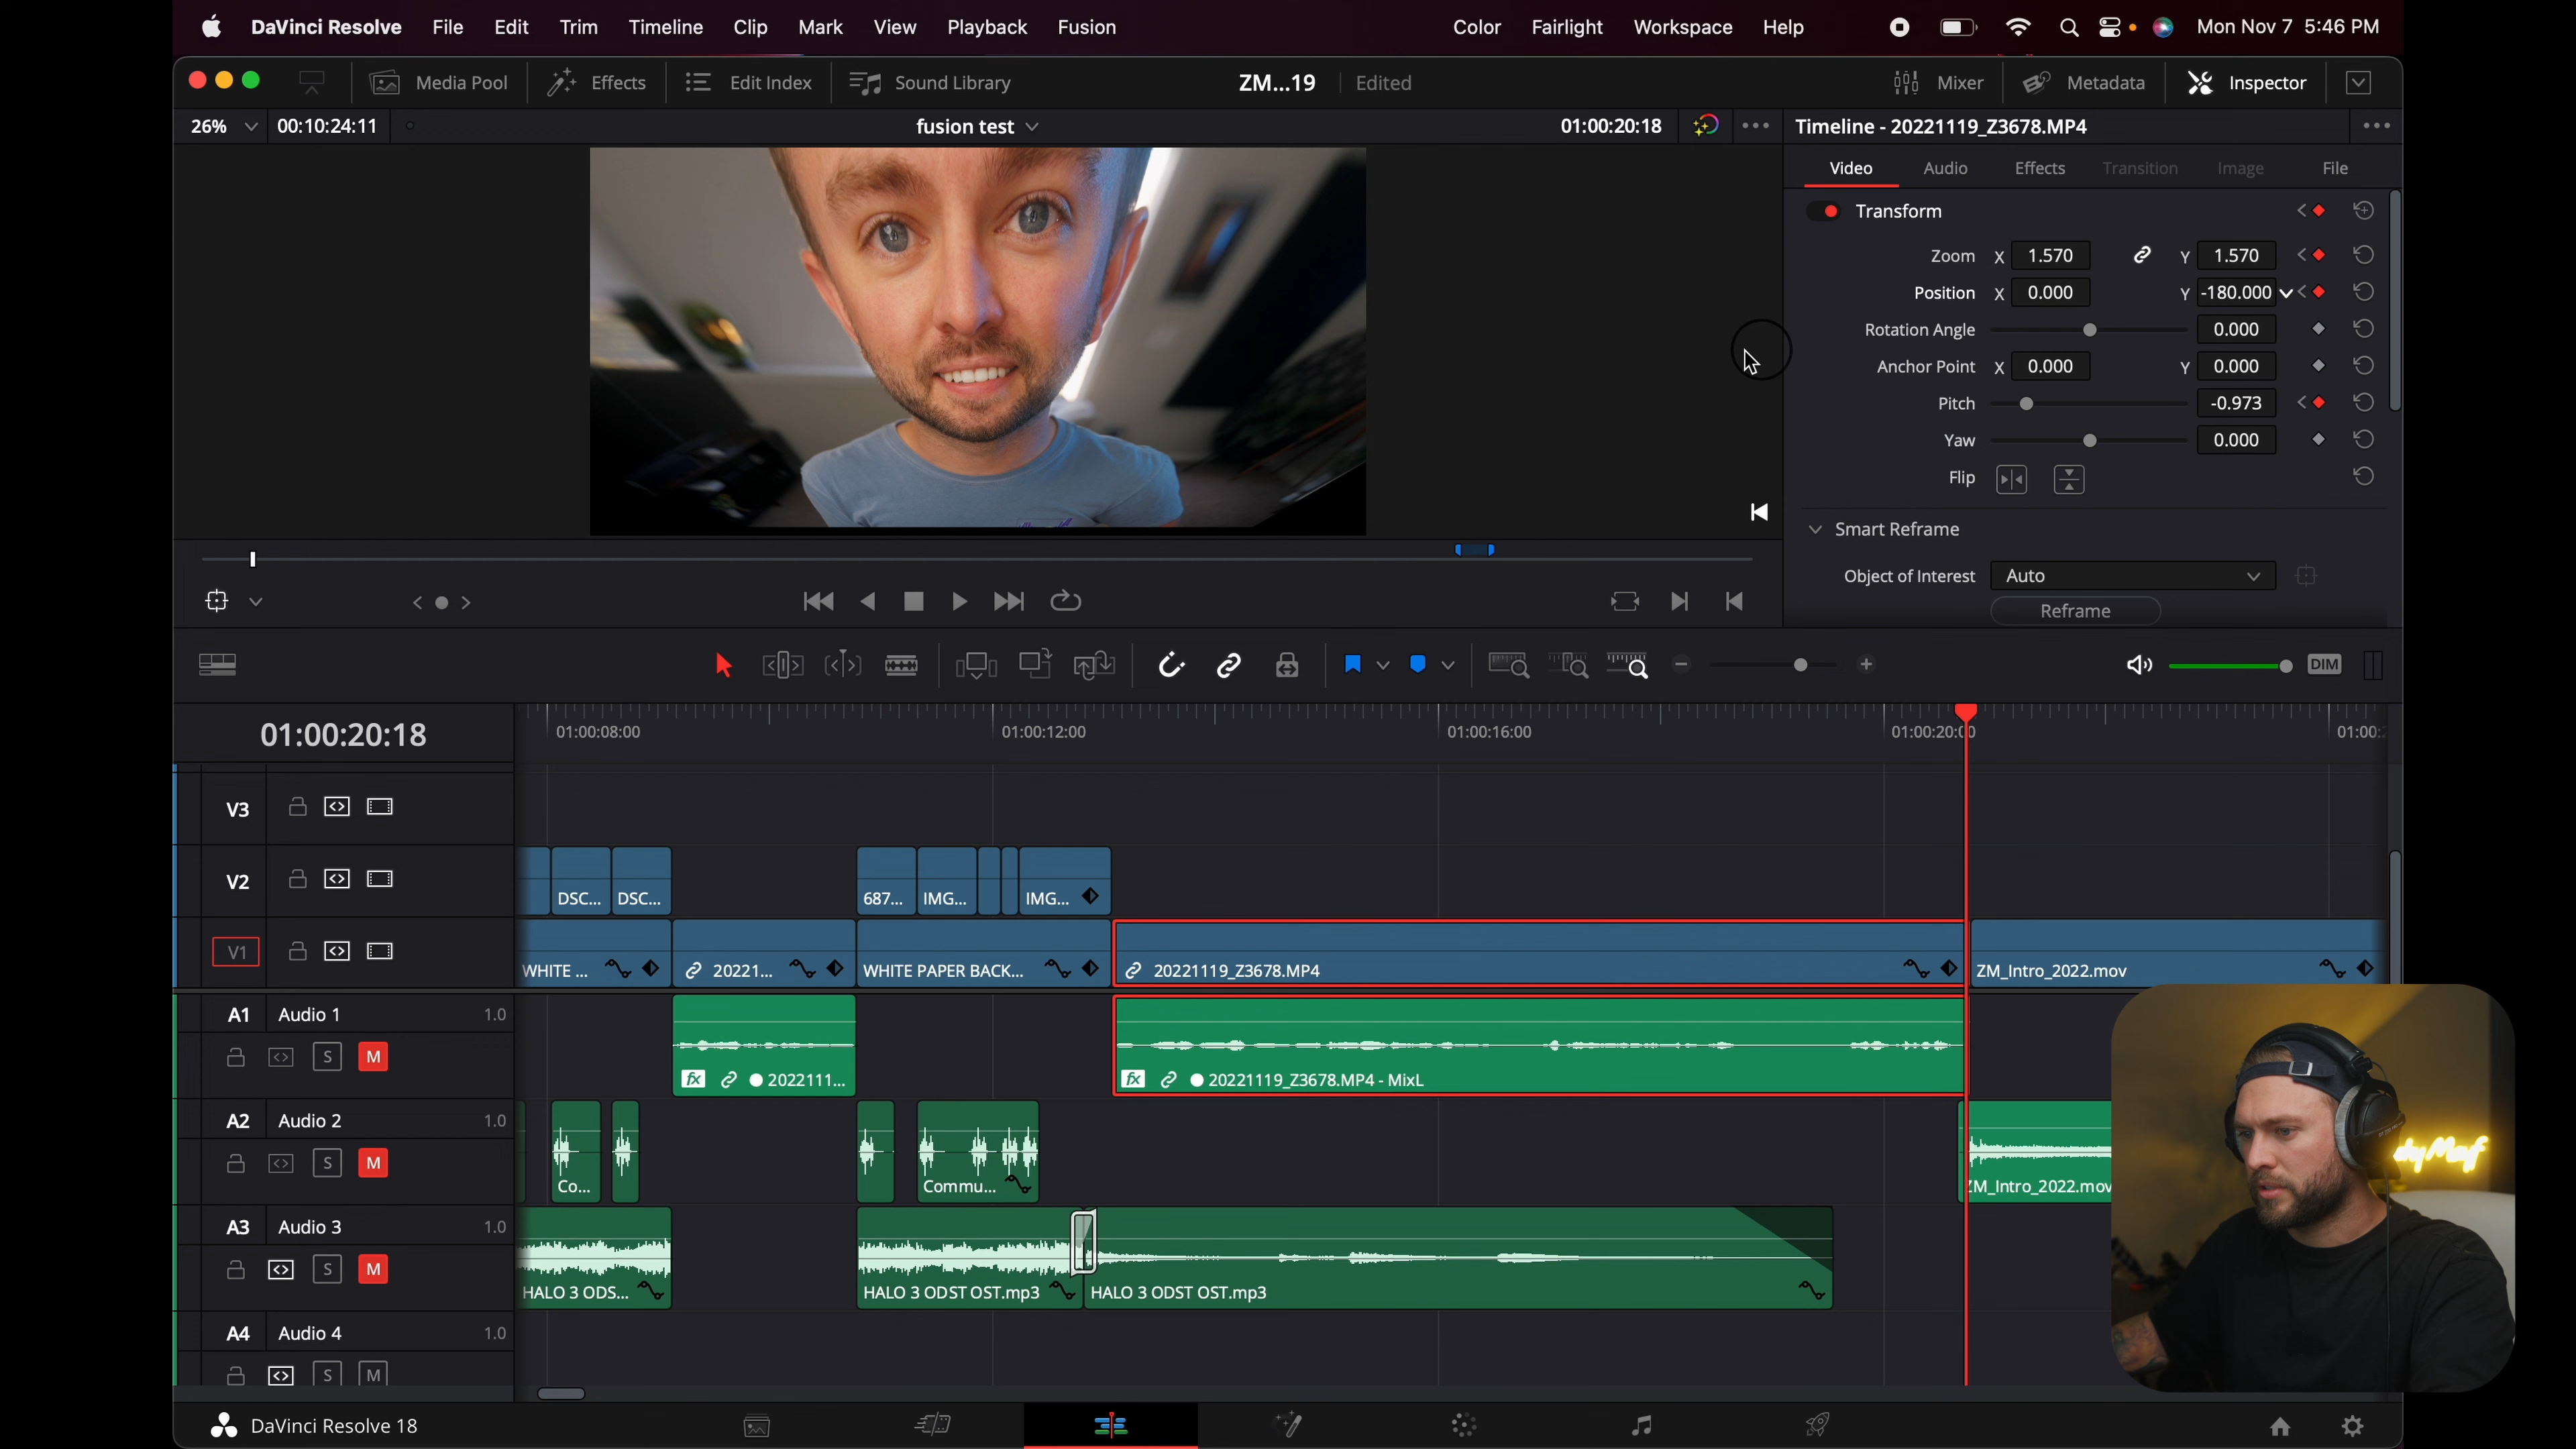 DaVinci Resolve File Edit Trim Timeline Clip Mark View Playback Fusion Color Fairlight Workspace Help Mon Nov 7 5:46 PM
Media Pool Effects Edit Index Sound Library ZM...19 Edited Mixer Metadata Inspector
26% 00:10:24:11 fusion test 01:00:20:18 Timeline - 20221119_Z3678.MP4
Video Audio Effects Transition Image File
Transform
Zoom X 1.570 Y 1.570
Position X 0.000 Y -180.000
Rotation Angle 0.000
Anchor Point X 0.000 Y 0.000
Pitch -0.973
Yaw 0.000
Flip
Smart Reframe
Object of Interest Auto
Reframe
DIM
01:00:20:18 01:00:08:00 01:00:12:00 01:00:16:00 01:00:20:00 01:00:
V3
V2 DSC... DSC... 687... IMG... IMG...
V1 WHITE ... 20221... WHITE PAPER BACK... 20221119_Z3678.MP4 ZM_Intro_2022.mov
A1 Audio 1 1.0
S M fx 2022111... fx 20221119_Z3678.MP4 - MixL
A2 Audio 2 1.0
S M Co... Commu... ZM_Intro_2022.mov
A3 Audio 3 1.0
S M HALO 3 ODS... HALO 3 ODST OST.mp3 HALO 3 ODST OST.mp3
A4 Audio 4 1.0
S M
DaVinci Resolve 18